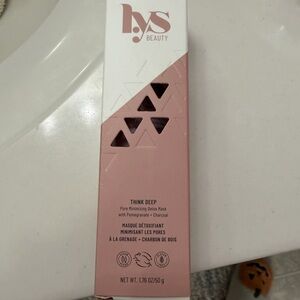 lys
BEAUTY
THINK DEEP
Pore Minimizing Detox Mask
with Pomegranate + Charcoal
MASQUE DÉTOXIFIANT
MINIMISANT LES PORES
À LA GRENADE + CHARBON DE BOIS
NET WT. 1.76 OZ/50 g